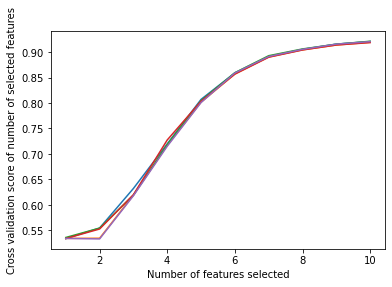 Cross validation score of number of selected features
0.90
0.85
0.80
0.75
0.70
0.65
0.60
0.55
2 4 6 8 10
Number of features selected